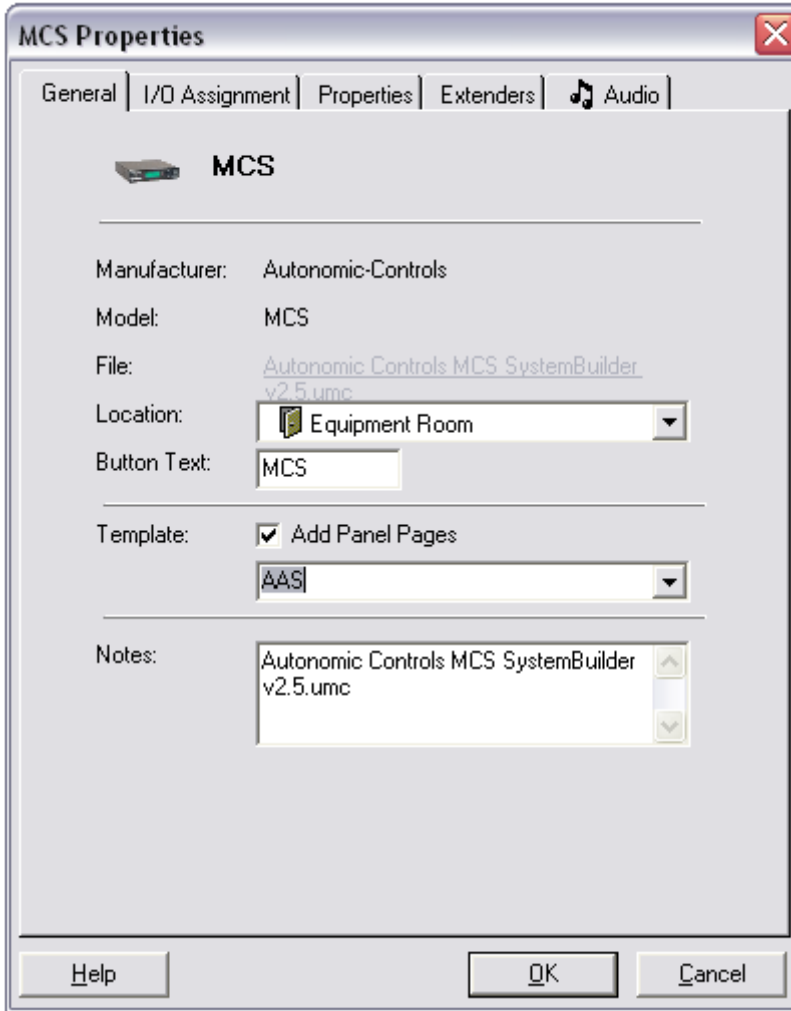 MCS Properties
General I/O Assignment Properties Extenders Audio
MCS
Manufacturer: Autonomic-Controls
Model: MCS
File: Autonomic Controls MCS SystemBuilder
v2.5.umc
Location: Equipment Room
Button Text: MCS
Template: Add Panel Pages
AAS
Notes: Autonomic Controls MCS SystemBuilder
v2.5.umc
Help OK Cancel